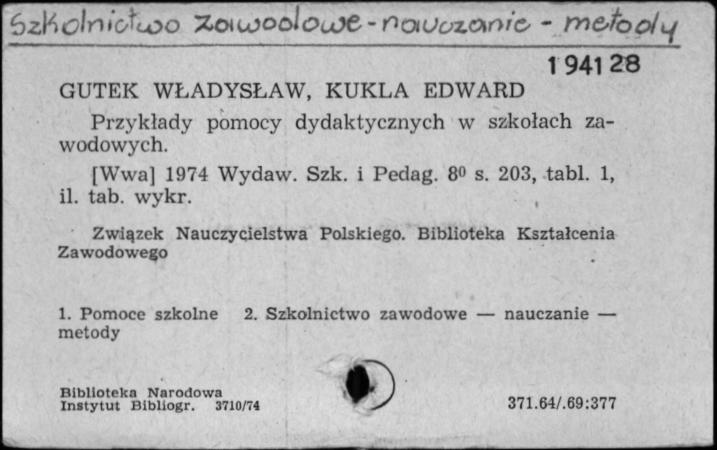 Szkolnictwo zawodowe - nauczanie - metody
194128
GUTEK WŁADYSŁAW, KUKLA EDWARD
Przykłady pomocy dydaktycznych w szkołach za-
wodowych.
[Wwa] 1974 Wydaw. Szk. i Pedag. 8⁰ s. 203, tabl. 1,
il. tab. wykr.
Związek Nauczycielstwa Polskiego. Biblioteka Kształcenia
Zawodowego
1. Pomoce szkolne 2. Szkolnictwo zawodowe — nauczanie —
metody
Biblioteka Narodowa
Instytut Bibliogr. 3710/74
371.64/.69:377